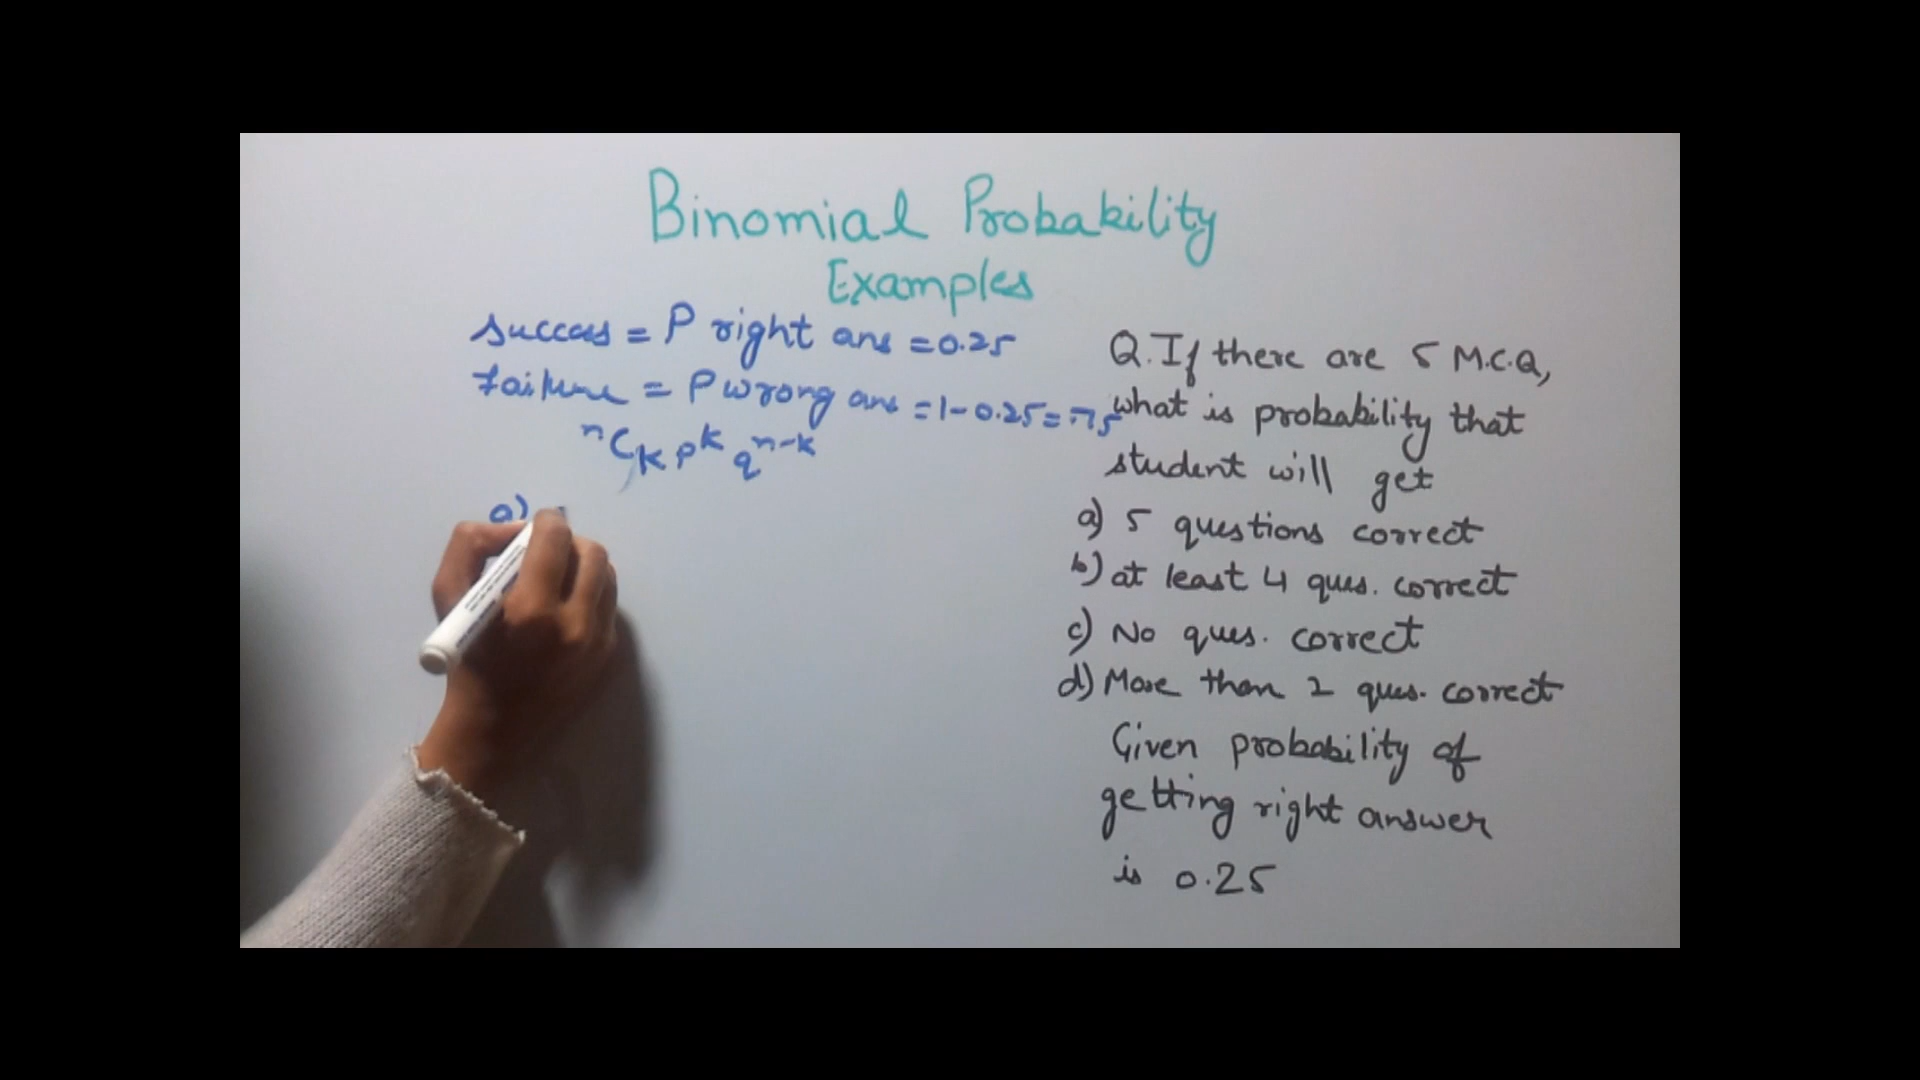 Binomial Probability
Examples
Success = P right ans = 0.25
Failure = P wrong ans = 1-0.25=.75
ⁿCₖ pᵏ qⁿ⁻ᵏ
a)
Q. If there are 5 M.C.Q,
what is probability that
student will get
a) 5 questions correct
b) at least 4 ques. correct
c) No ques. correct
d) More than 2 ques. correct
Given probability of
getting right answer
is 0.25